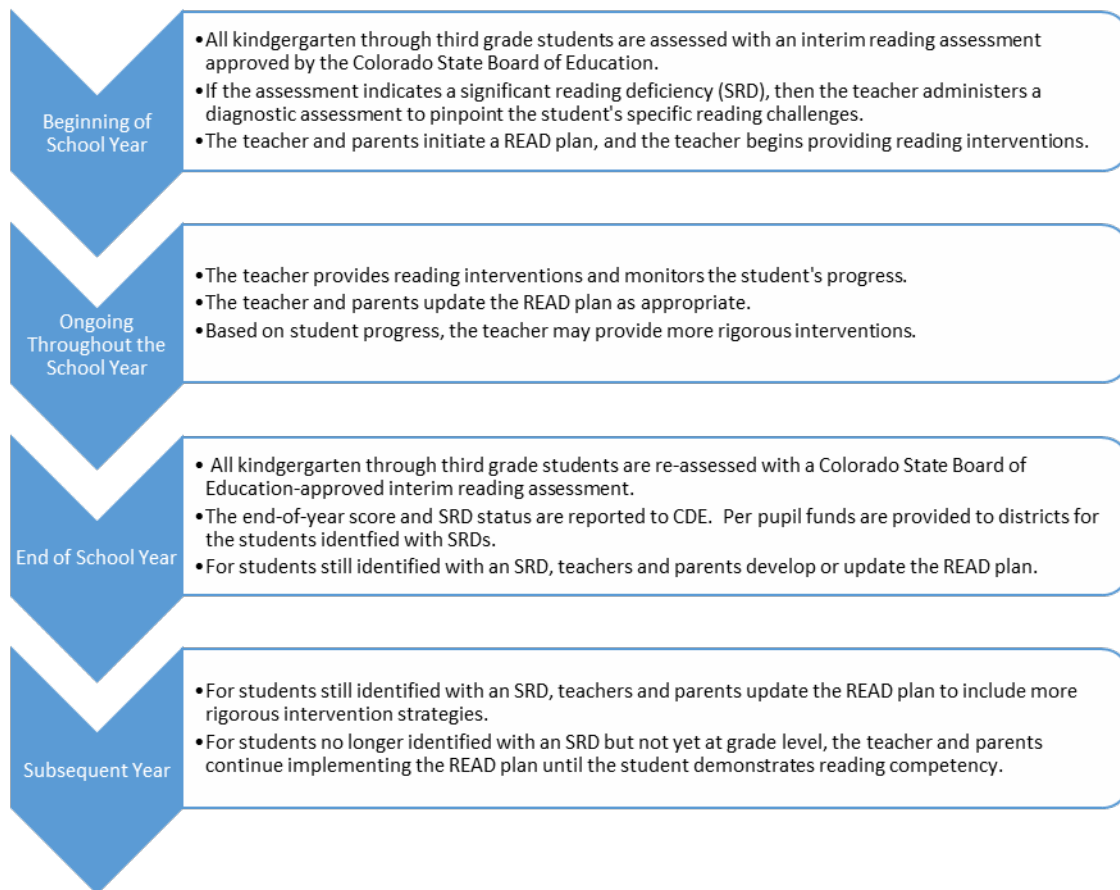 Beginning of
School Year
•All kindgergarten through third grade students are assessed with an interim reading assessment
approved by the Colorado State Board of Education.
•If the assessment indicates a significant reading deficiency (SRD), then the teacher administers a
diagnostic assessment to pinpoint the student's specific reading challenges.
•The teacher and parents initiate a READ plan, and the teacher begins providing reading interventions.
Ongoing
Throughout the
School Year
•The teacher provides reading interventions and monitors the student's progress.
•The teacher and parents update the READ plan as appropriate.
•Based on student progress, the teacher may provide more rigorous interventions.
End of School Year
• All kindgergarten through third grade students are re-assessed with a Colorado State Board of
Education-approved interim reading assessment.
•The end-of-year score and SRD status are reported to CDE.  Per pupil funds are provided to districts for
the students identfied with SRDs.
•For students still identified with an SRD, teachers and parents develop or update the READ plan.
Subsequent Year
•For students still identified with an SRD, teachers and parents update the READ plan to include more
rigorous intervention strategies.
•For students no longer identified with an SRD but not yet at grade level, the teacher and parents
continue implementing the READ plan until the student demonstrates reading competency.